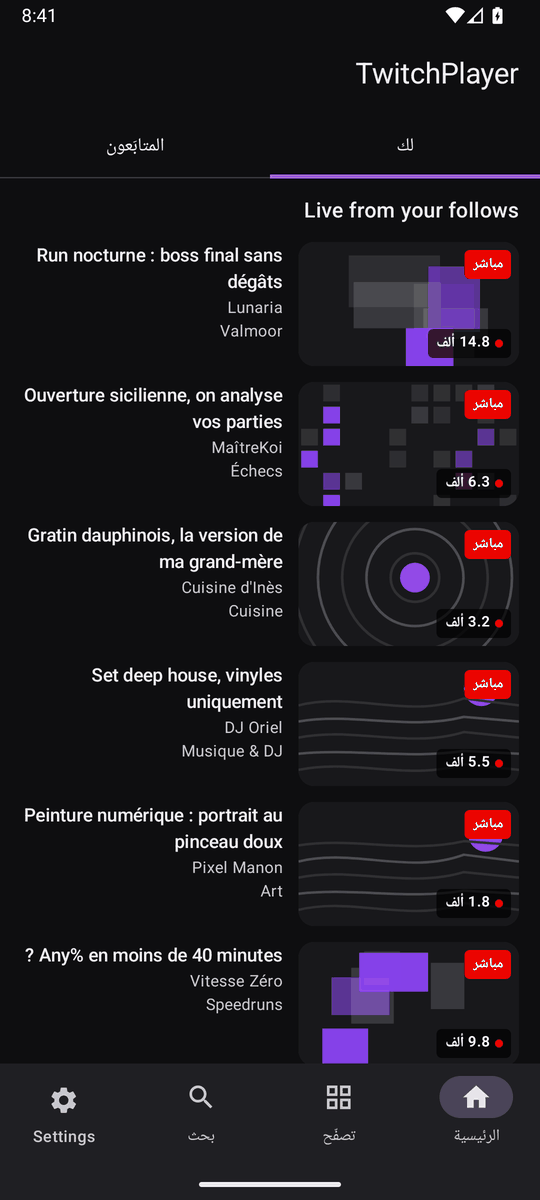 8:41
TwitchPlayer
لك
المتابَعون
Live from your follows
مباشر
14.8 ألف
Run nocturne : boss final sans
dégâts
Lunaria
Valmoor
مباشر
6.3 ألف
Ouverture sicilienne, on analyse
vos parties
MaîtreKoi
Échecs
مباشر
3.2 ألف
Gratin dauphinois, la version de
ma grand-mère
Cuisine d'Inès
Cuisine
مباشر
5.5 ألف
Set deep house, vinyles
uniquement
DJ Oriel
Musique & DJ
مباشر
1.8 ألف
Peinture numérique : portrait au
pinceau doux
Pixel Manon
Art
مباشر
9.8 ألف
? Any% en moins de 40 minutes
Vitesse Zéro
Speedruns
الرئيسية
تصفّح
بحث
Settings